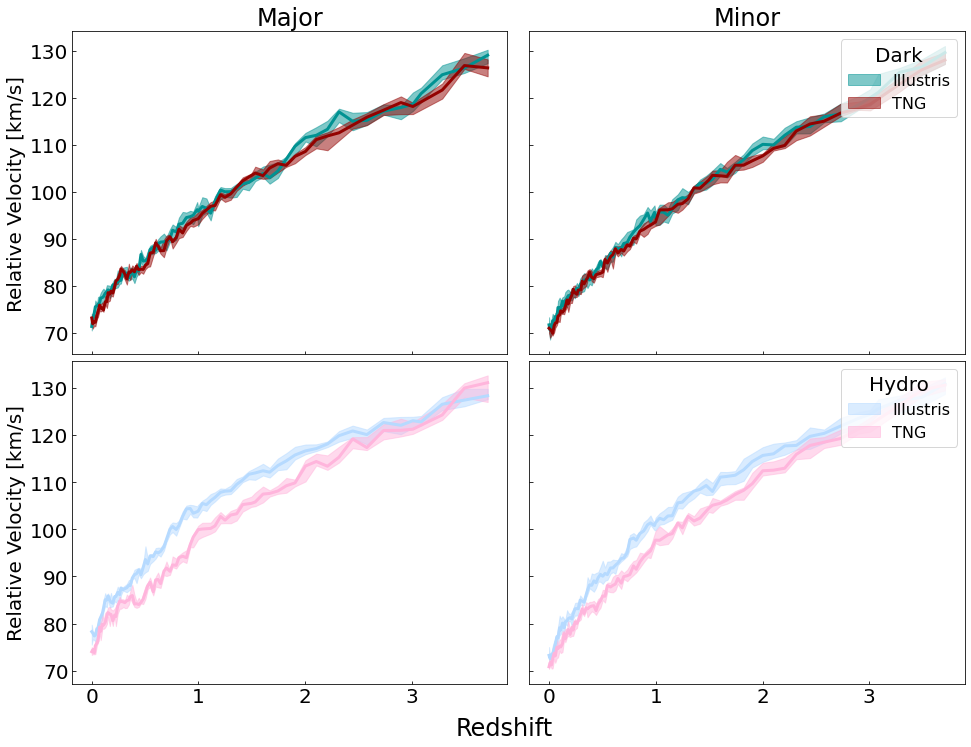 Major
Minor
Relative Velocity [km/s]
130
120
110
100
90
80
70
Dark
Illustris
TNG
Relative Velocity [km/s]
130
120
110
100
90
80
70
Hydro
Illustris
TNG
0 1 2 3
0 1 2 3
Redshift